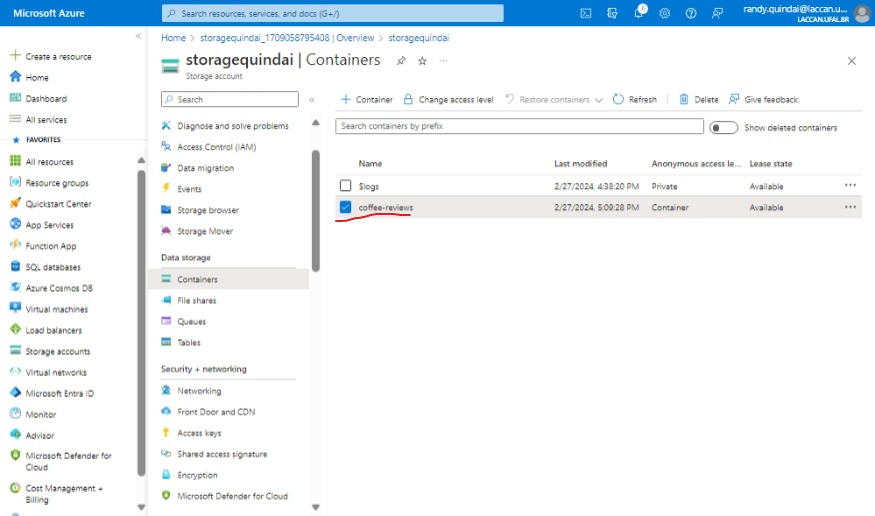 Microsoft Azure
Search resources, services, and docs (G+/)
randy.quindai@laccan.u...
LACCAN.UFAL.BR
Create a resource
Home
Dashboard
All services
FAVORITES
All resources
Resource groups
Quickstart Center
App Services
Function App
SQL databases
Azure Cosmos DB
Virtual machines
Load balancers
Storage accounts
Virtual networks
Microsoft Entra ID
Monitor
Advisor
Microsoft Defender for
Cloud
Cost Management +
Billing
Home > storagequindai_1709058795408 | Overview > storagequindai
storagequindai | Containers
Storage account
Search
Diagnose and solve problems
Access Control (IAM)
Data migration
Events
Storage browser
Storage Mover
Data storage
Containers
File shares
Queues
Tables
Security + networking
Networking
Front Door and CDN
Access keys
Shared access signature
Encryption
Microsoft Defender for Cloud
Container Change access level Restore containers Refresh Delete Give feedback
Search containers by prefix
Show deleted containers
Name Last modified Anonymous access le... Lease state
$logs 2/27/2024, 4:38:20 PM Private Available
coffee-reviews 2/27/2024, 5:09:28 PM Container Available